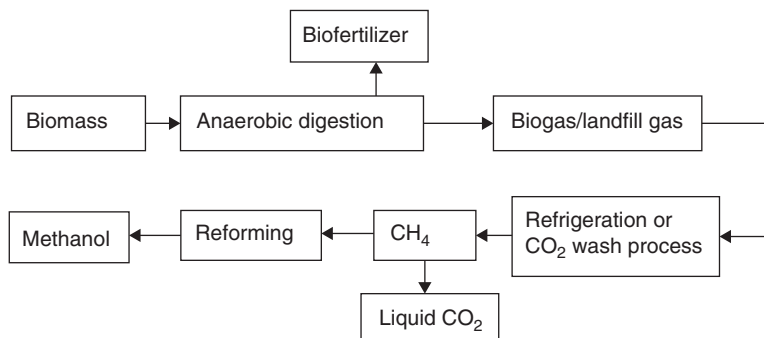 Biofertilizer
Biomass
Anaerobic digestion
Biogas/landfill gas
Methanol
Reforming
CH₄
Refrigeration or
CO₂ wash process
Liquid CO₂